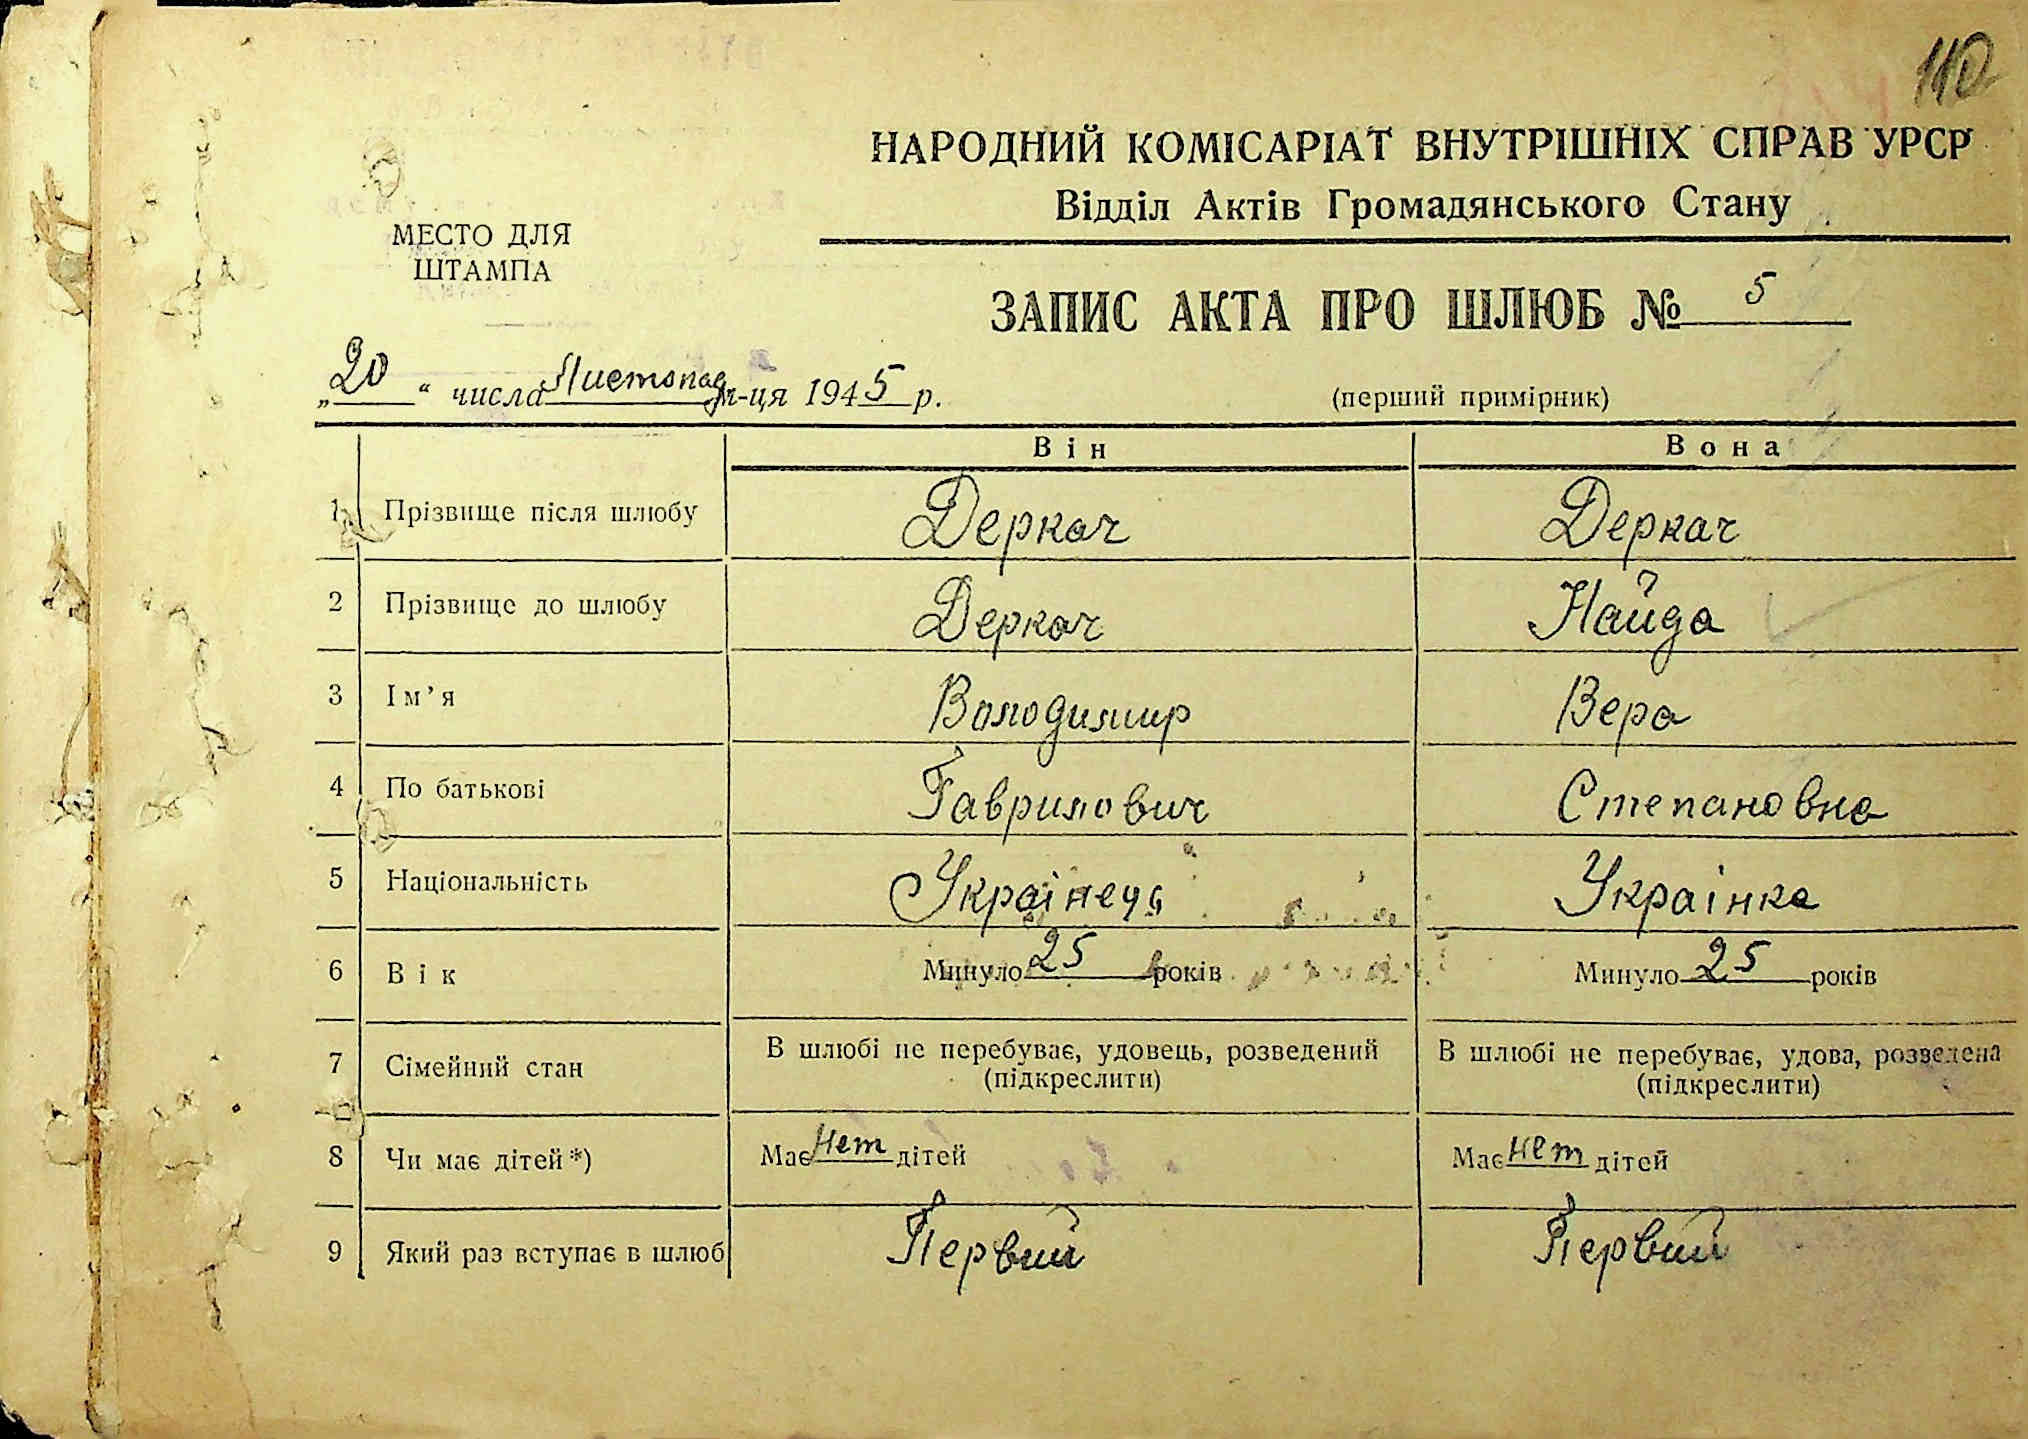 110
НАРОДНИЙ КОМІСАРІАТ ВНУТРІШНІХ СПРАВ УРСР
Відділ Актів Громадянського Стану
МЕСТО ДЛЯ
ШТАМПА
ЗАПИС АКТА ПРО ШЛЮБ № 5
„20“ числа Листопад м-ця 1945 р.
(перший примірник)
Він Вона
1 Прізвище після шлюбу Деркач Деркач
2 Прізвище до шлюбу Деркач Найда
3 Ім’я Володимир Вера
4 По батькові Гаврилович Степановна
5 Національність Украінець Украінка
6 Вік Минуло 25 років Минуло 25 років
7 Сімейний стан В шлюбі не перебуває, удовець, розведений В шлюбі не перебуває, удова, розведена
(підкреслити) (підкреслити)
8 Чи має дітей*) Має нет дітей Має нет дітей
9 Який раз вступає в шлюб Первий Первий